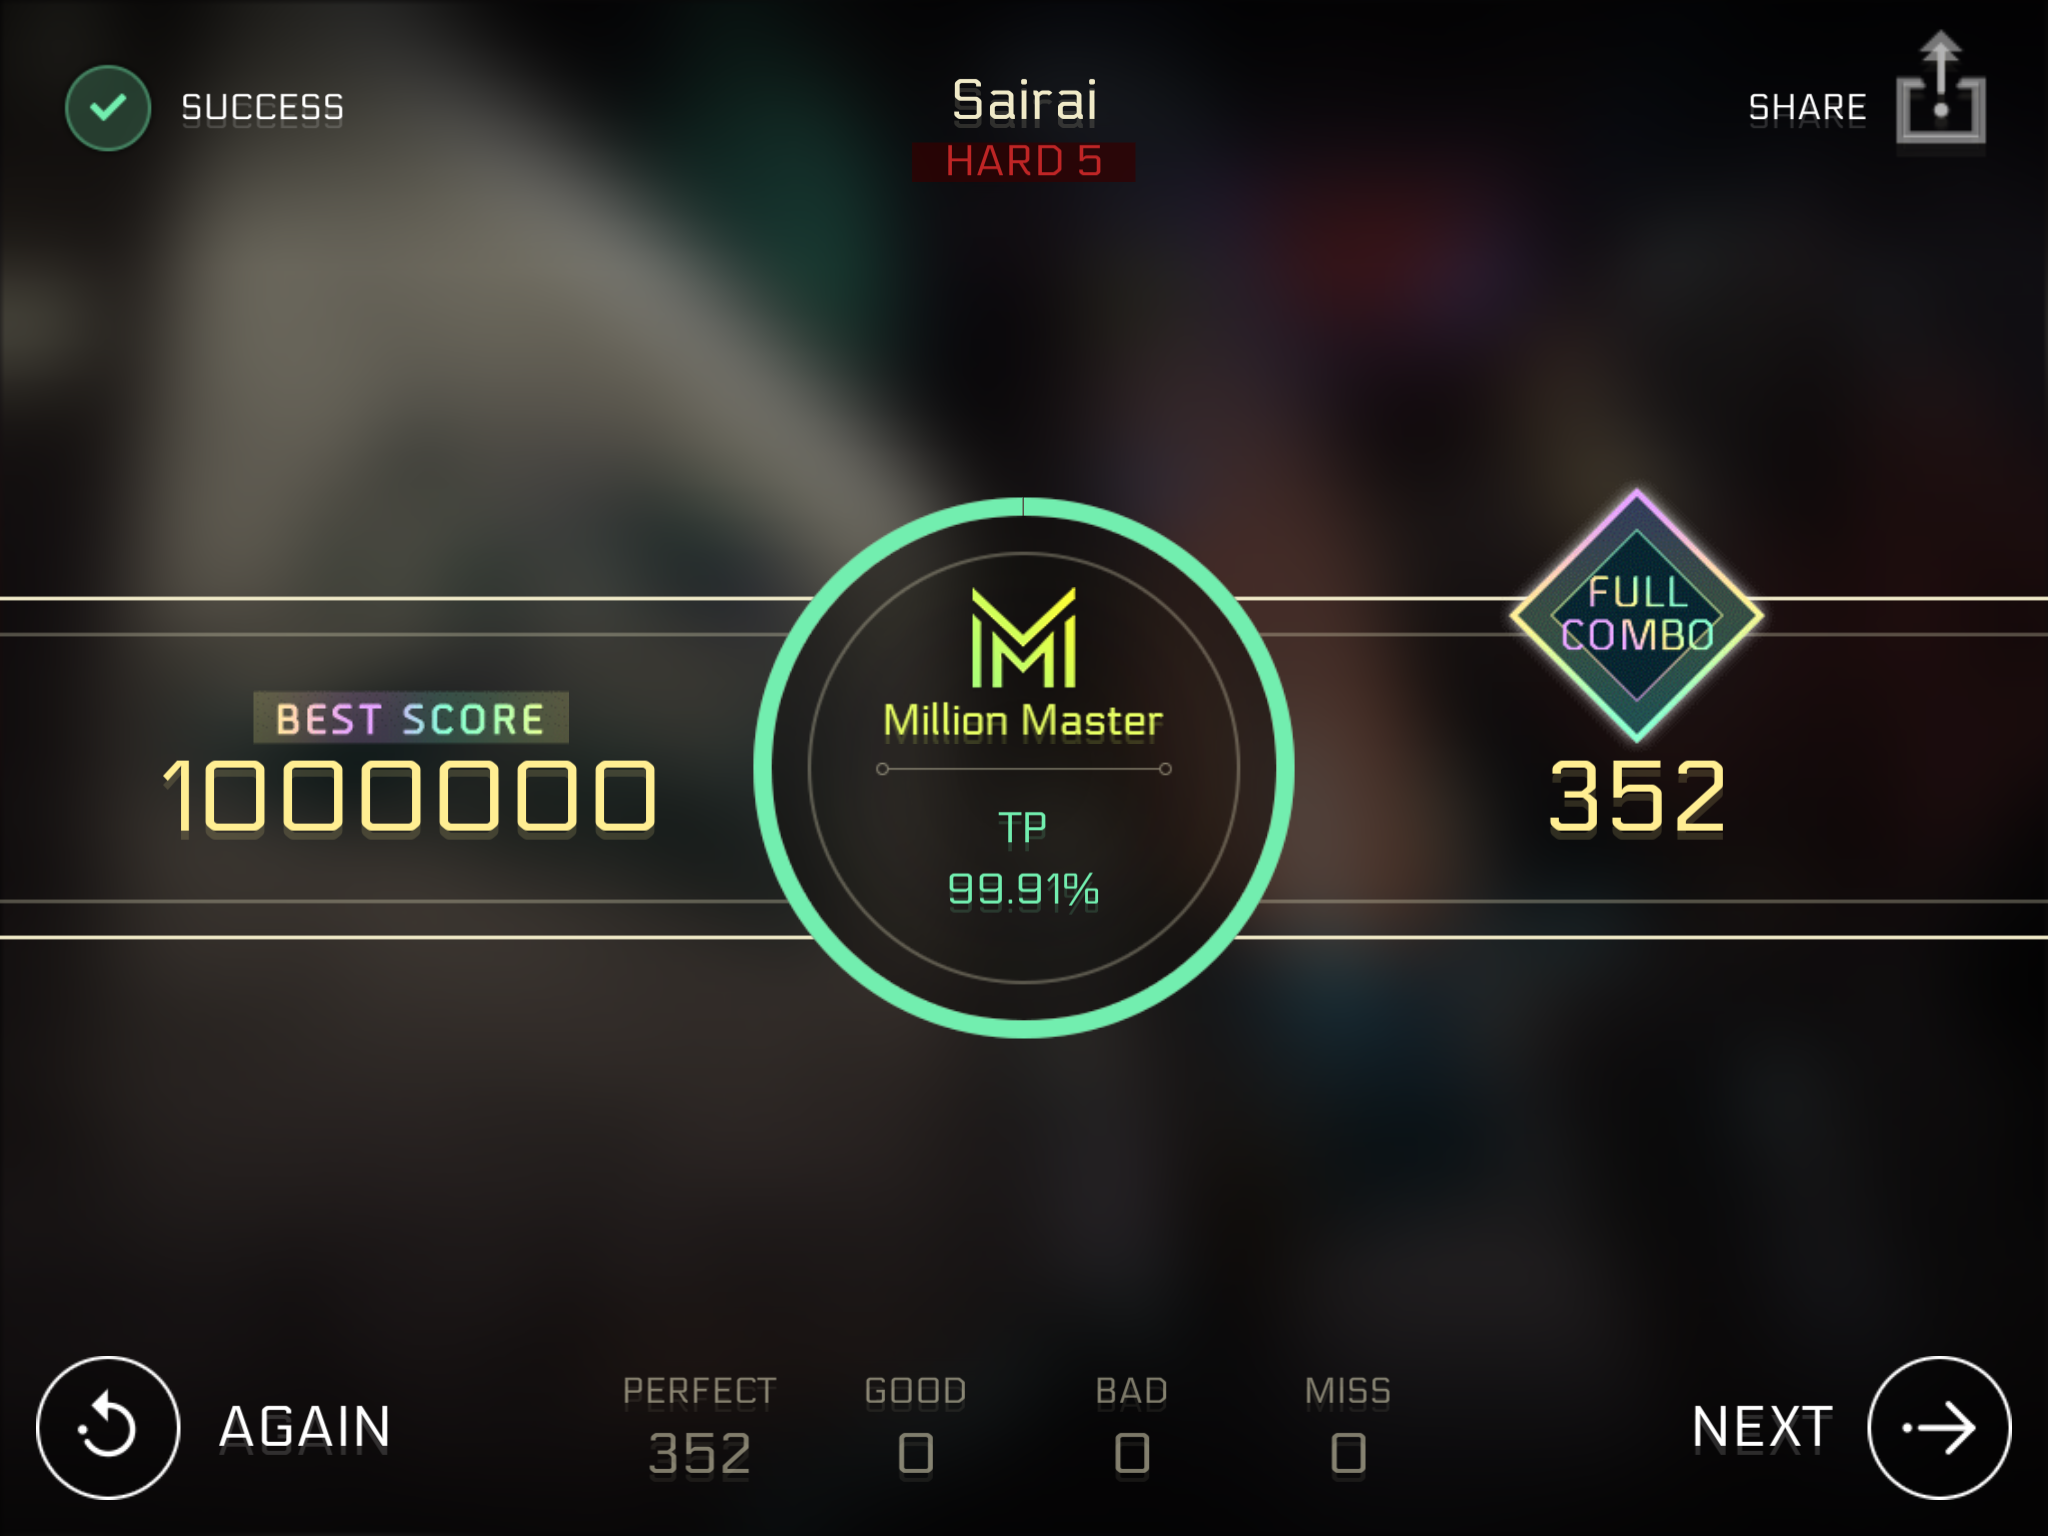 SUCCESS
Sairai
HARD 5
SHARE
FULL
COMBO
Million Master
BEST SCORE
1000000
352
TP
99.91%
AGAIN
PERFECT GOOD BAD MISS
352 0 0 0
NEXT